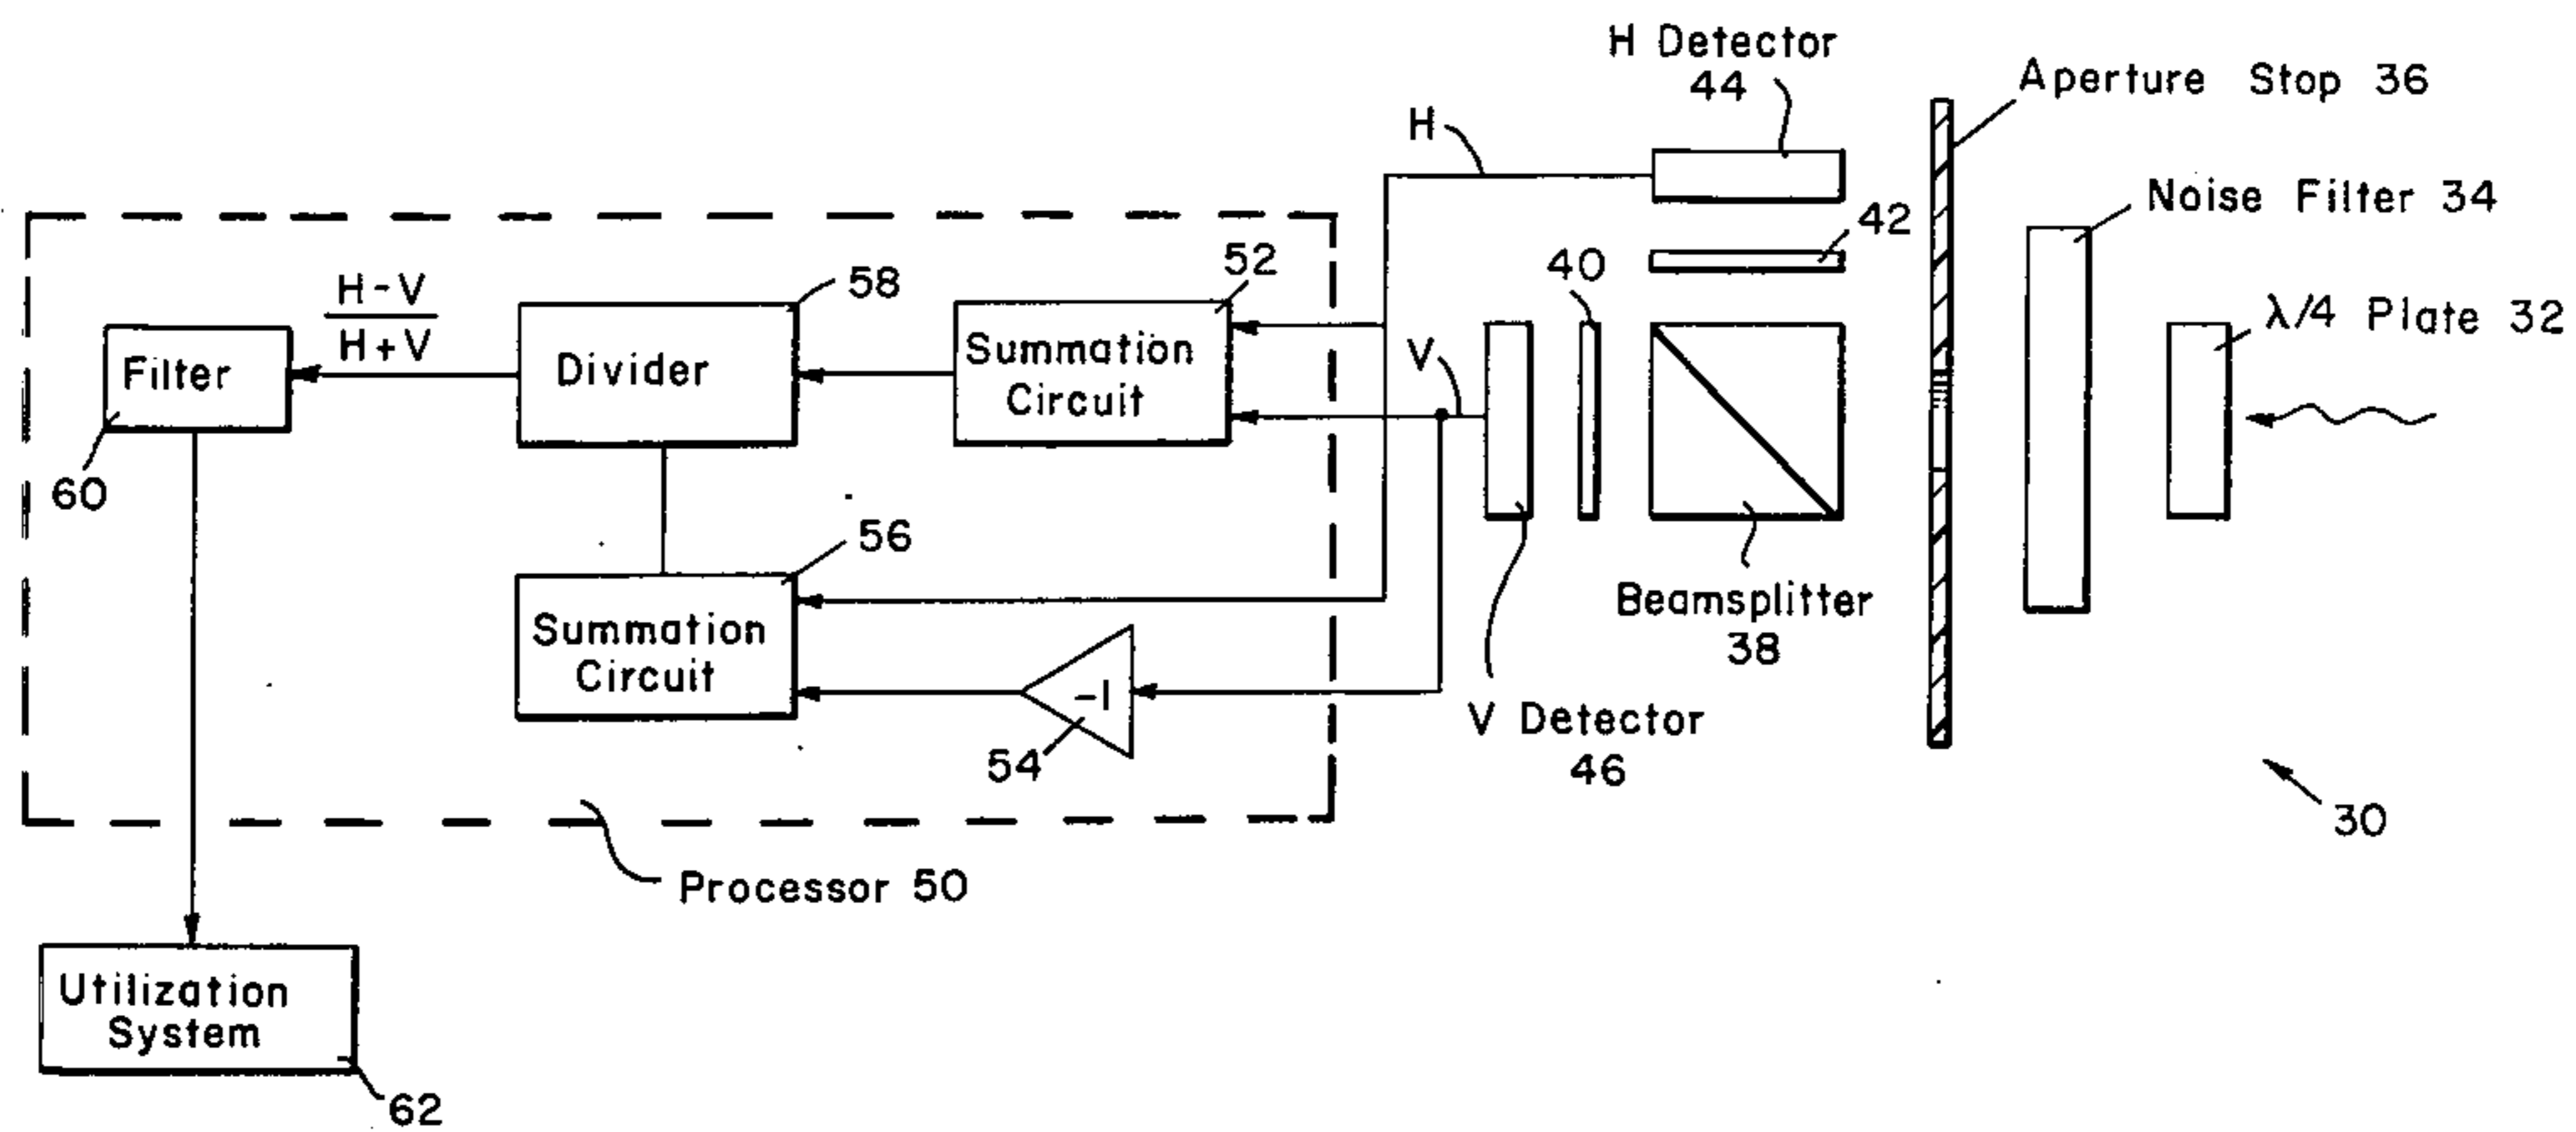 H Detector
44
Aperture Stop 36
H
Noise Filter 34
42
40
52
58
H-V
H+V
Filter
Divider
Summation
Circuit
V
λ/4 Plate 32
60
56
Summation
Circuit
-1
54
Beamsplitter
38
V Detector
46
30
Processor 50
Utilization
System
62